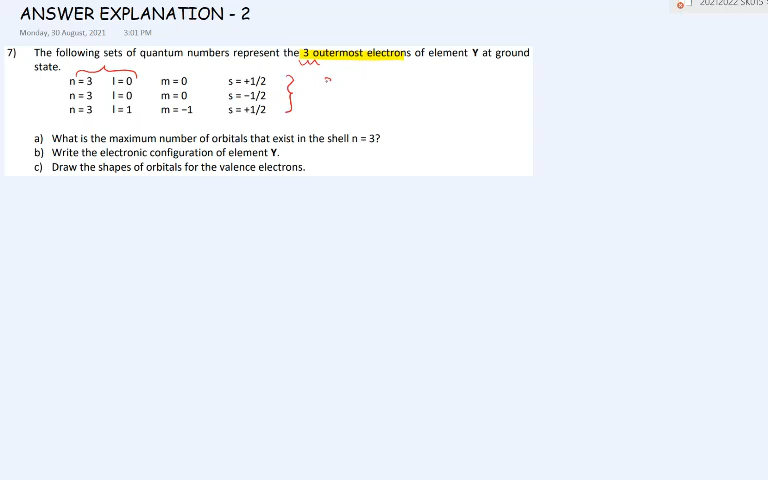 ANSWER EXPLANATION - 2
Monday, 30 August, 2021 3:01 PM
7) The following sets of quantum numbers represent the 3 outermost electrons of element Y at ground
state.
n = 3 l = 0 m = 0 s = +1/2
n = 3 l = 0 m = 0 s = −1/2
n = 3 l = 1 m = −1 s = +1/2
a) What is the maximum number of orbitals that exist in the shell n = 3?
b) Write the electronic configuration of element Y.
c) Draw the shapes of orbitals for the valence electrons.